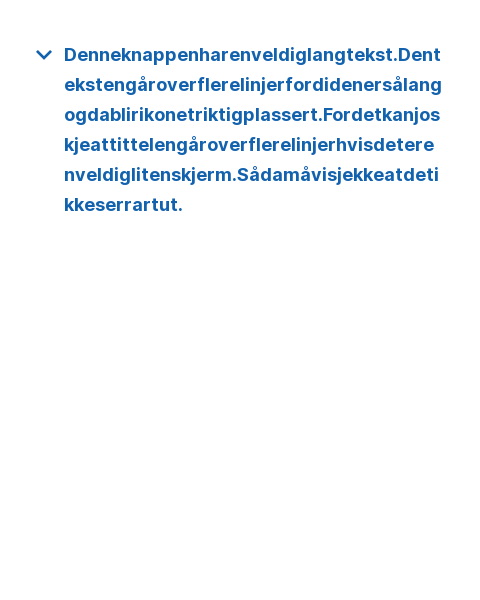 Denneknappenharenveldiglangtekst.Dent
ekstengåroverflerelinjerfordidenersålang
ogdablirikonetriktigplassert.Fordetkanjos
kjeattittelengåroverflerelinjerhvisdetere
nveldiglitenskjerm.Sådamåvisjekkeatdeti
kkeserrartut.